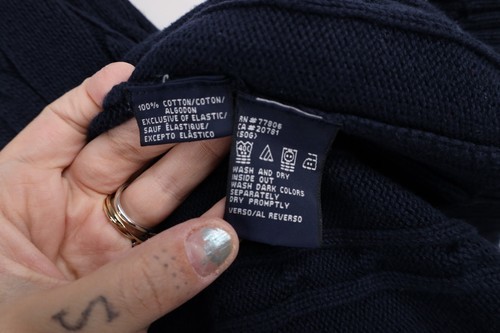 100% COTTON/COTON/
ALGODON
EXCLUSIVE OF ELASTIC/
SAUF ÉLASTIQUE/
EXCEPTO ELÁSTICO
RN # 77806
CA # 20781
(506)
WASH AND DRY
INSIDE OUT
WASH DARK COLORS
SEPARATELY
DRY PROMPTLY
VERSO/AL REVERSO